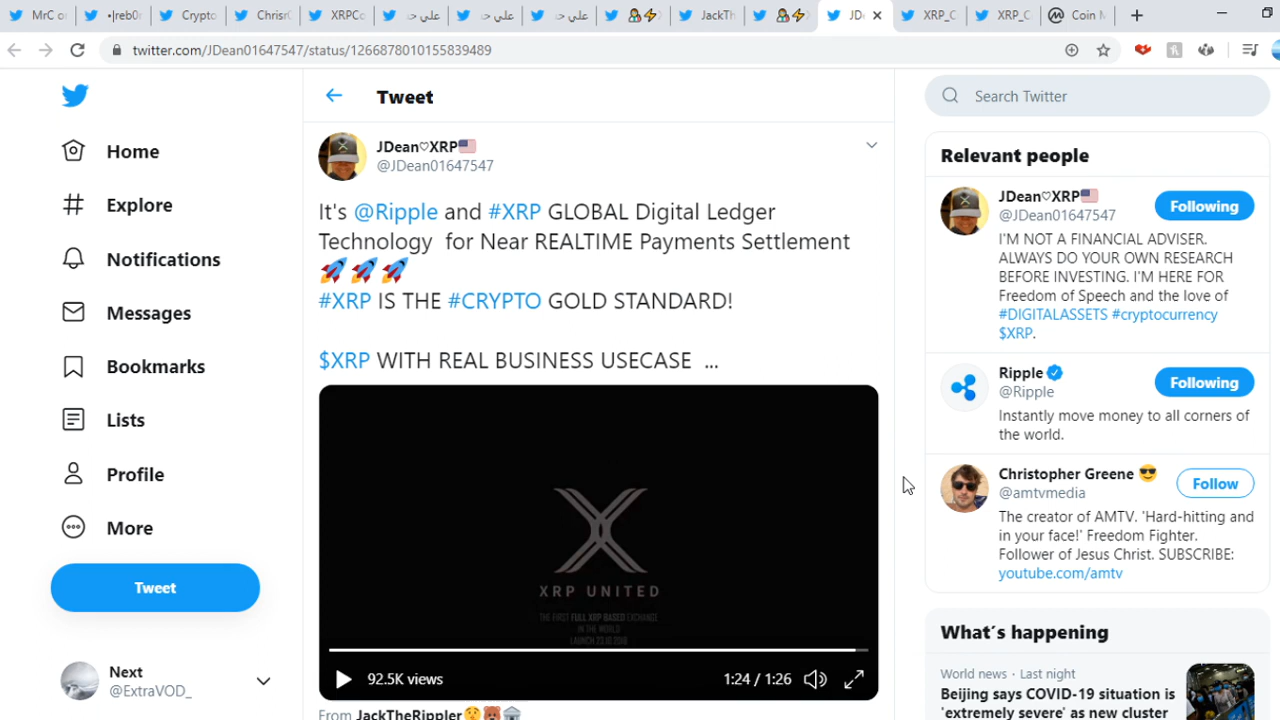 MrC
Crypto
ChrisrC
XRPCo
علي حـ
علي حـ
علي حـ
JackTh
JD
XRP_C
XRP_C
Coin M
twitter.com/JDean01647547/status/1266878010155839489
Home
Explore
Notifications
Messages
Bookmarks
Lists
Profile
More
Tweet
Next
@ExtraVOD_
Tweet
JDean♡XRP🇺🇸
@JDean01647547
It's @Ripple and #XRP GLOBAL Digital Ledger
Technology for Near REALTIME Payments Settlement
🚀🚀🚀
#XRP IS THE #CRYPTO GOLD STANDARD!
$XRP WITH REAL BUSINESS USECASE ...
XRP UNITED
THE FIRST FULL XRP BASED EXCHANGE
IN THE WORLD
LAUNCH 23.10.2018
92.5K views
1:24 / 1:26
From JackTheRippler
Search Twitter
Relevant people
JDean♡XRP🇺🇸
Following
@JDean01647547
I'M NOT A FINANCIAL ADVISER.
ALWAYS DO YOUR OWN RESEARCH
BEFORE INVESTING. I'M HERE FOR
Freedom of Speech and the love of
#DIGITALASSETS #cryptocurrency
$XRP.
Ripple
Following
@Ripple
Instantly move money to all corners of
the world.
Christopher Greene 😎
Follow
@amtvmedia
The creator of AMTV. 'Hard-hitting and
in your face!' Freedom Fighter.
Follower of Jesus Christ. SUBSCRIBE:
youtube.com/amtv
What's happening
World news · Last night
Beijing says COVID-19 situation is
'extremely severe' as new cluster